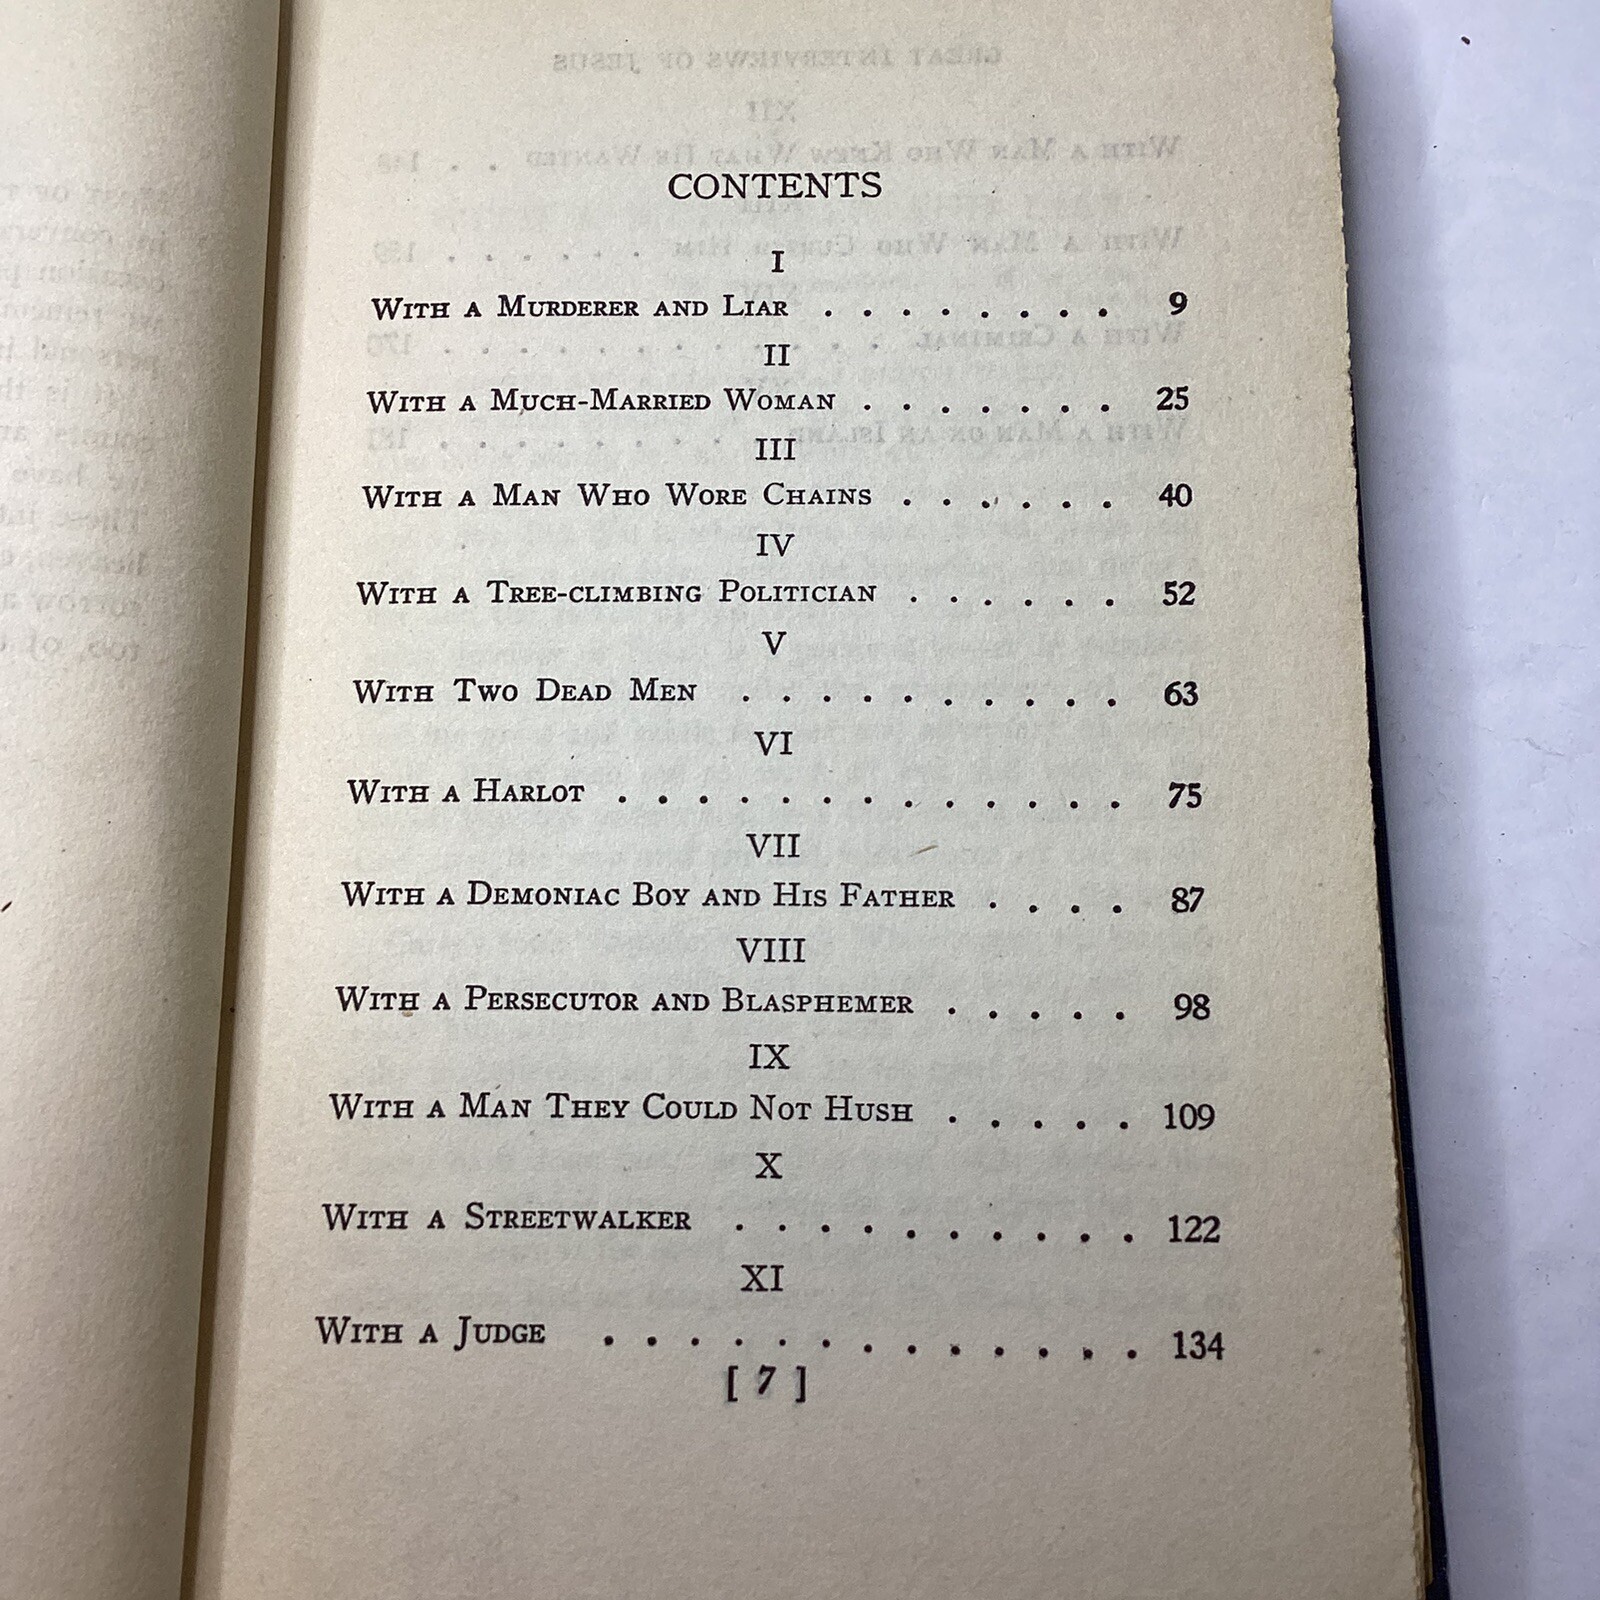 CONTENTS
I
WITH A MURDERER AND LIAR . . . . . . . . 9
II
WITH A MUCH-MARRIED WOMAN . . . . . . . 25
III
WITH A MAN WHO WORE CHAINS . . . . . . 40
IV
WITH A TREE-CLIMBING POLITICIAN . . . . . . 52
V
WITH TWO DEAD MEN . . . . . . . . . . 63
VI
WITH A HARLOT . . . . . . . . . . . . . 75
VII
WITH A DEMONIAC BOY AND HIS FATHER . . . . 87
VIII
WITH A PERSECUTOR AND BLASPHEMER . . . . . 98
IX
WITH A MAN THEY COULD NOT HUSH . . . . . 109
X
WITH A STREETWALKER . . . . . . . . . . 122
XI
WITH A JUDGE . . . . . . . . . . . . . 134
[ 7 ]